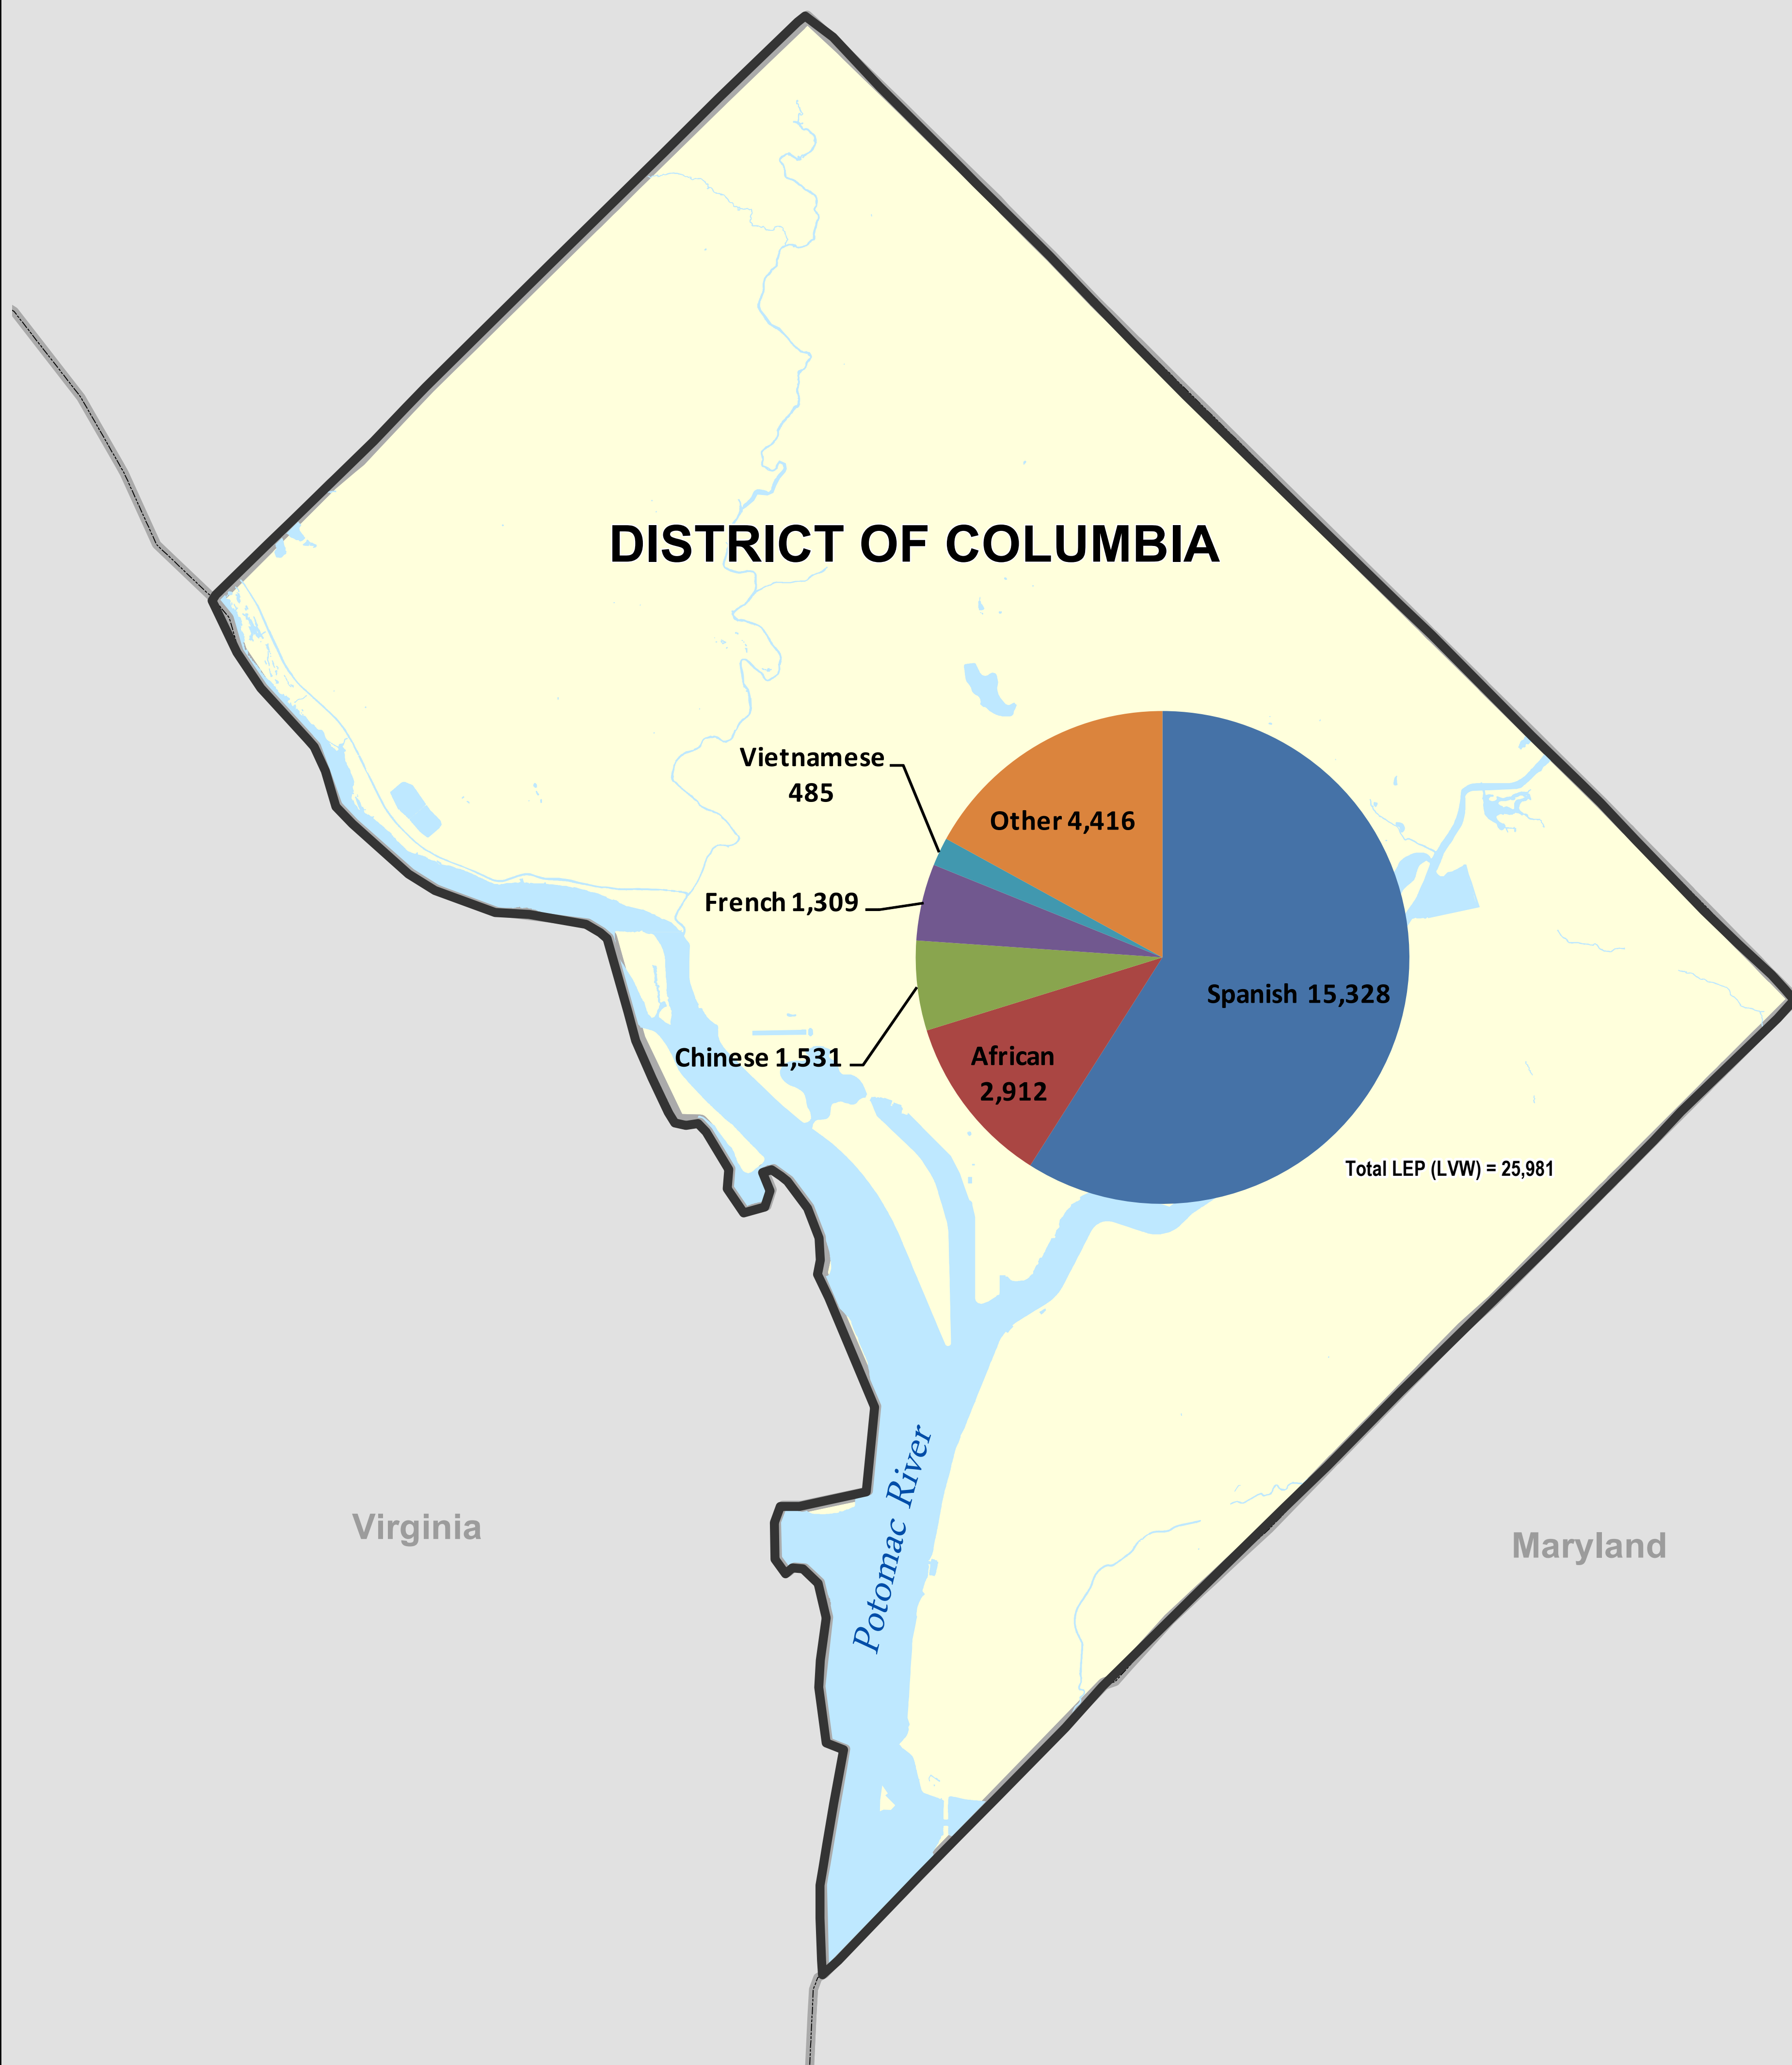 DISTRICT OF COLUMBIA
Vietnamese
485
Other 4,416
French 1,309
Spanish 15,328
Chinese 1,531
African
2,912
Total LEP (LVW) = 25,981
Potomac River
Virginia
Maryland